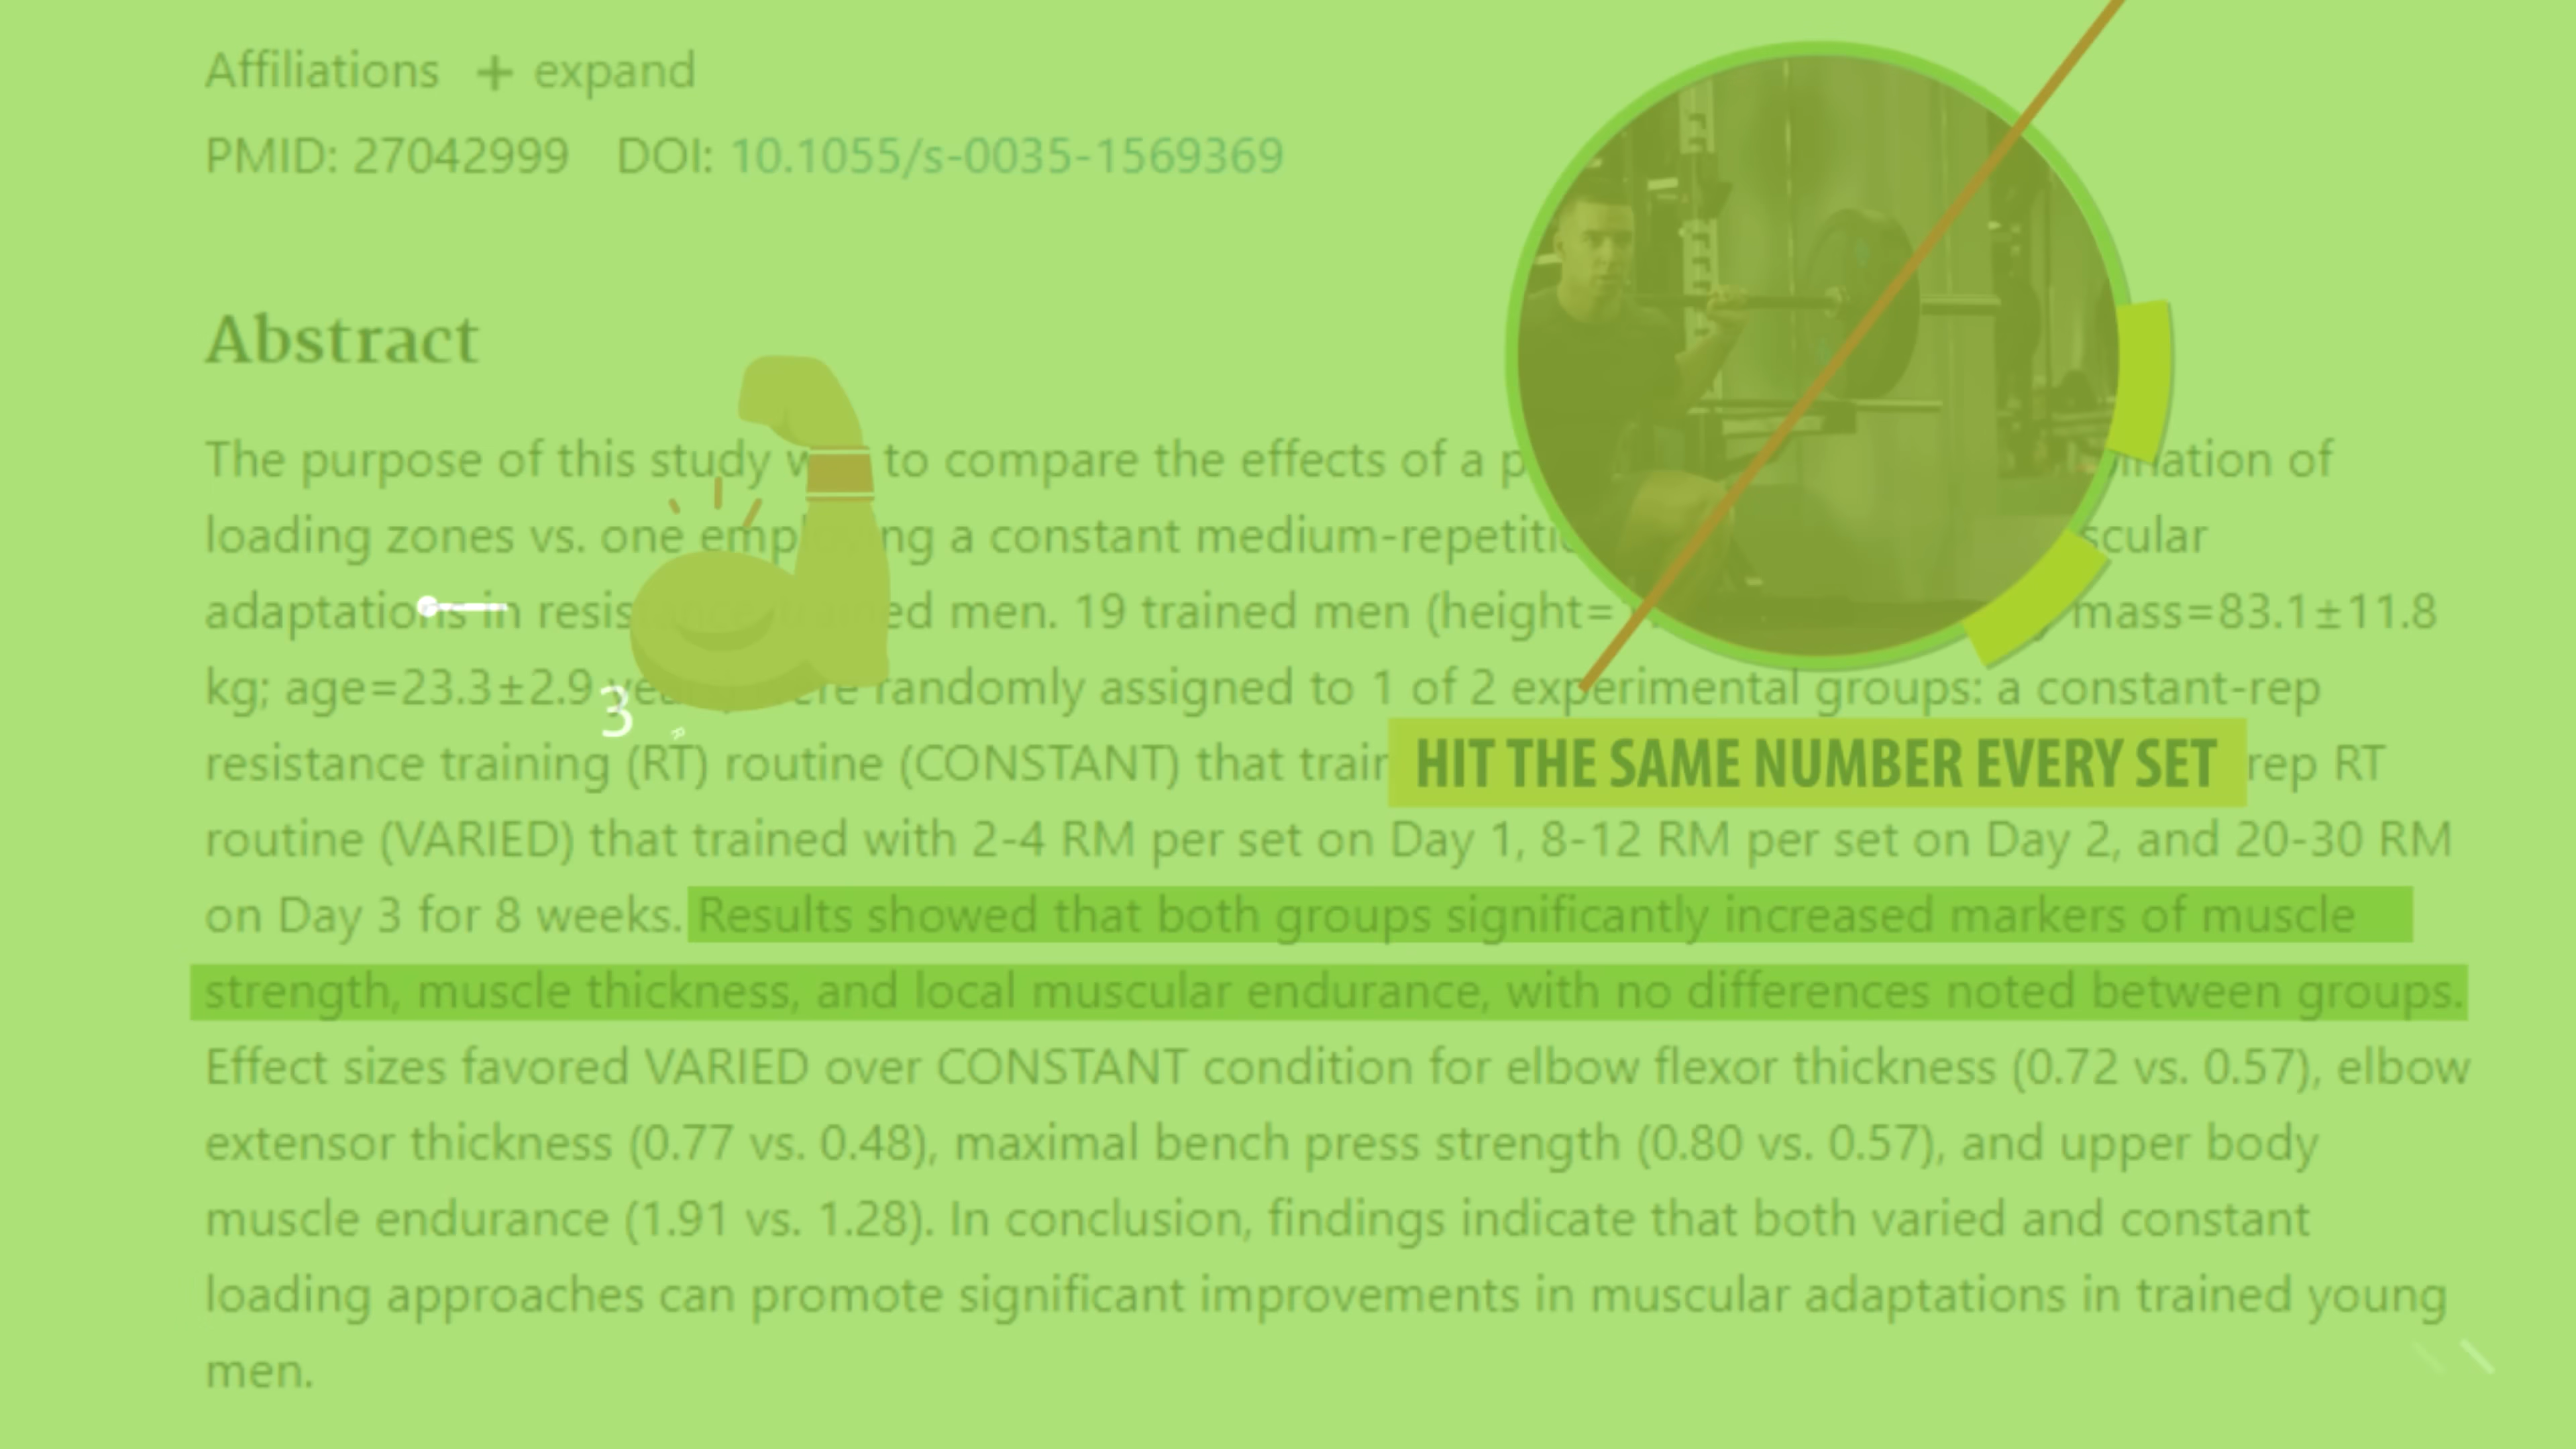 Affiliations + expand
PMID: 27042999 DOI: 10.1055/s-0035-1569369
Abstract
The purpose of this study to compare the effects of a of
loading zones vs. one a constant
adaptations in men. 19 trained men (height= mass=83.1±11.8
kg; age=23.3±2.9 randomly assigned to 1 of 2 experimental groups: a constant-rep
3
resistance training (RT) routine (CONSTANT) that rep RT
HIT THE SAME NUMBER EVERY SET
routine (VARIED) that trained with 2-4 RM per set on Day 1, 8-12 RM per set on Day 2, and 20-30 RM
on Day 3 for 8 weeks. Results showed that both groups significantly increased markers of muscle
strength, muscle thickness, and local muscular endurance, with no differences noted between groups.
Effect sizes favored VARIED over CONSTANT condition for elbow flexor thickness (0.72 vs. 0.57), elbow
extensor thickness (0.77 vs. 0.48), maximal bench press strength (0.80 vs. 0.57), and upper body
muscle endurance (1.91 vs. 1.28). In conclusion, findings indicate that both varied and constant
loading approaches can promote significant improvements in muscular adaptations in trained young
men.